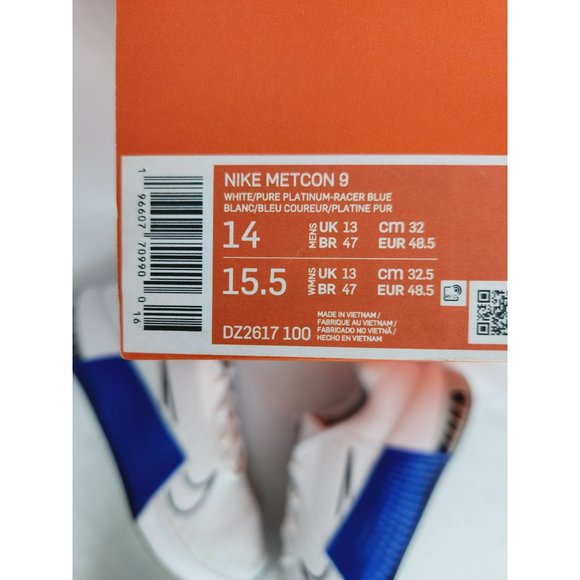 NIKE METCON 9
WHITE/PURE PLATINUM-RACER BLUE
BLANC/BLEU COUREUR/PLATINE PUR
14 MENS UK 13 CM 32
BR 47 EUR 48.5
15.5 WMNS UK 13 CM 32.5
BR 47 EUR 48.5
DZ2617 100
MADE IN VIETNAM /
FABRIQUE AU VIETNAM /
FABRICADO NO VIETNÃ /
HECHO EN VIETNAM
1 96607 70990 0 16